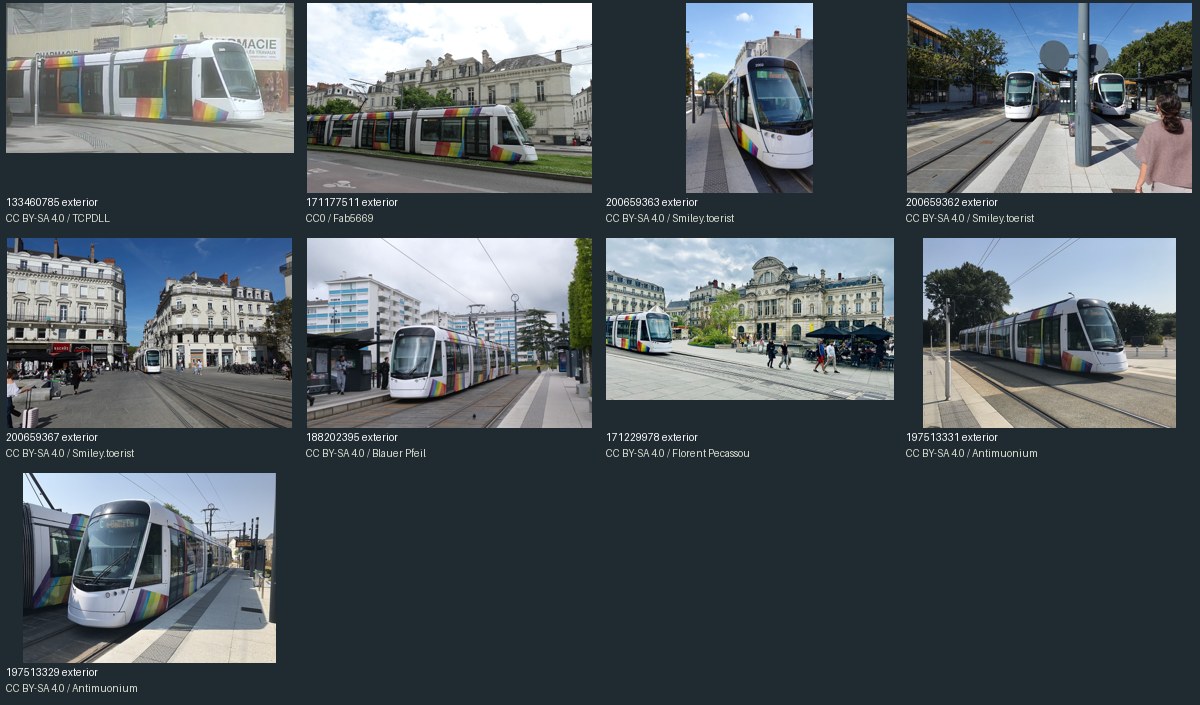 PHARMACIE
PHARMACIE
133460785 exterior
CC BY-SA 4.0 / TCPDLL
171177511 exterior
CC0 / Fab5669
200659363 exterior
CC BY-SA 4.0 / Smiley.toerist
200659362 exterior
CC BY-SA 4.0 / Smiley.toerist
200659367 exterior
CC BY-SA 4.0 / Smiley.toerist
188202395 exterior
CC BY-SA 4.0 / Blauer Pfeil
171229978 exterior
CC BY-SA 4.0 / Florent Pecassou
197513331 exterior
CC BY-SA 4.0 / Antimuonium
197513329 exterior
CC BY-SA 4.0 / Antimuonium